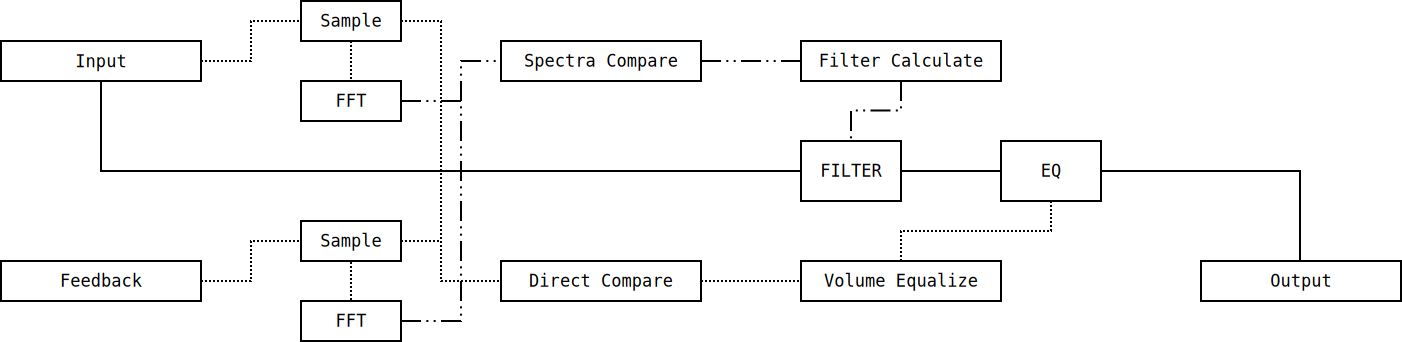 Sample
Input
Spectra Compare
Filter Calculate
FFT
FILTER
EQ
Sample
Feedback
Direct Compare
Volume Equalize
Output
FFT